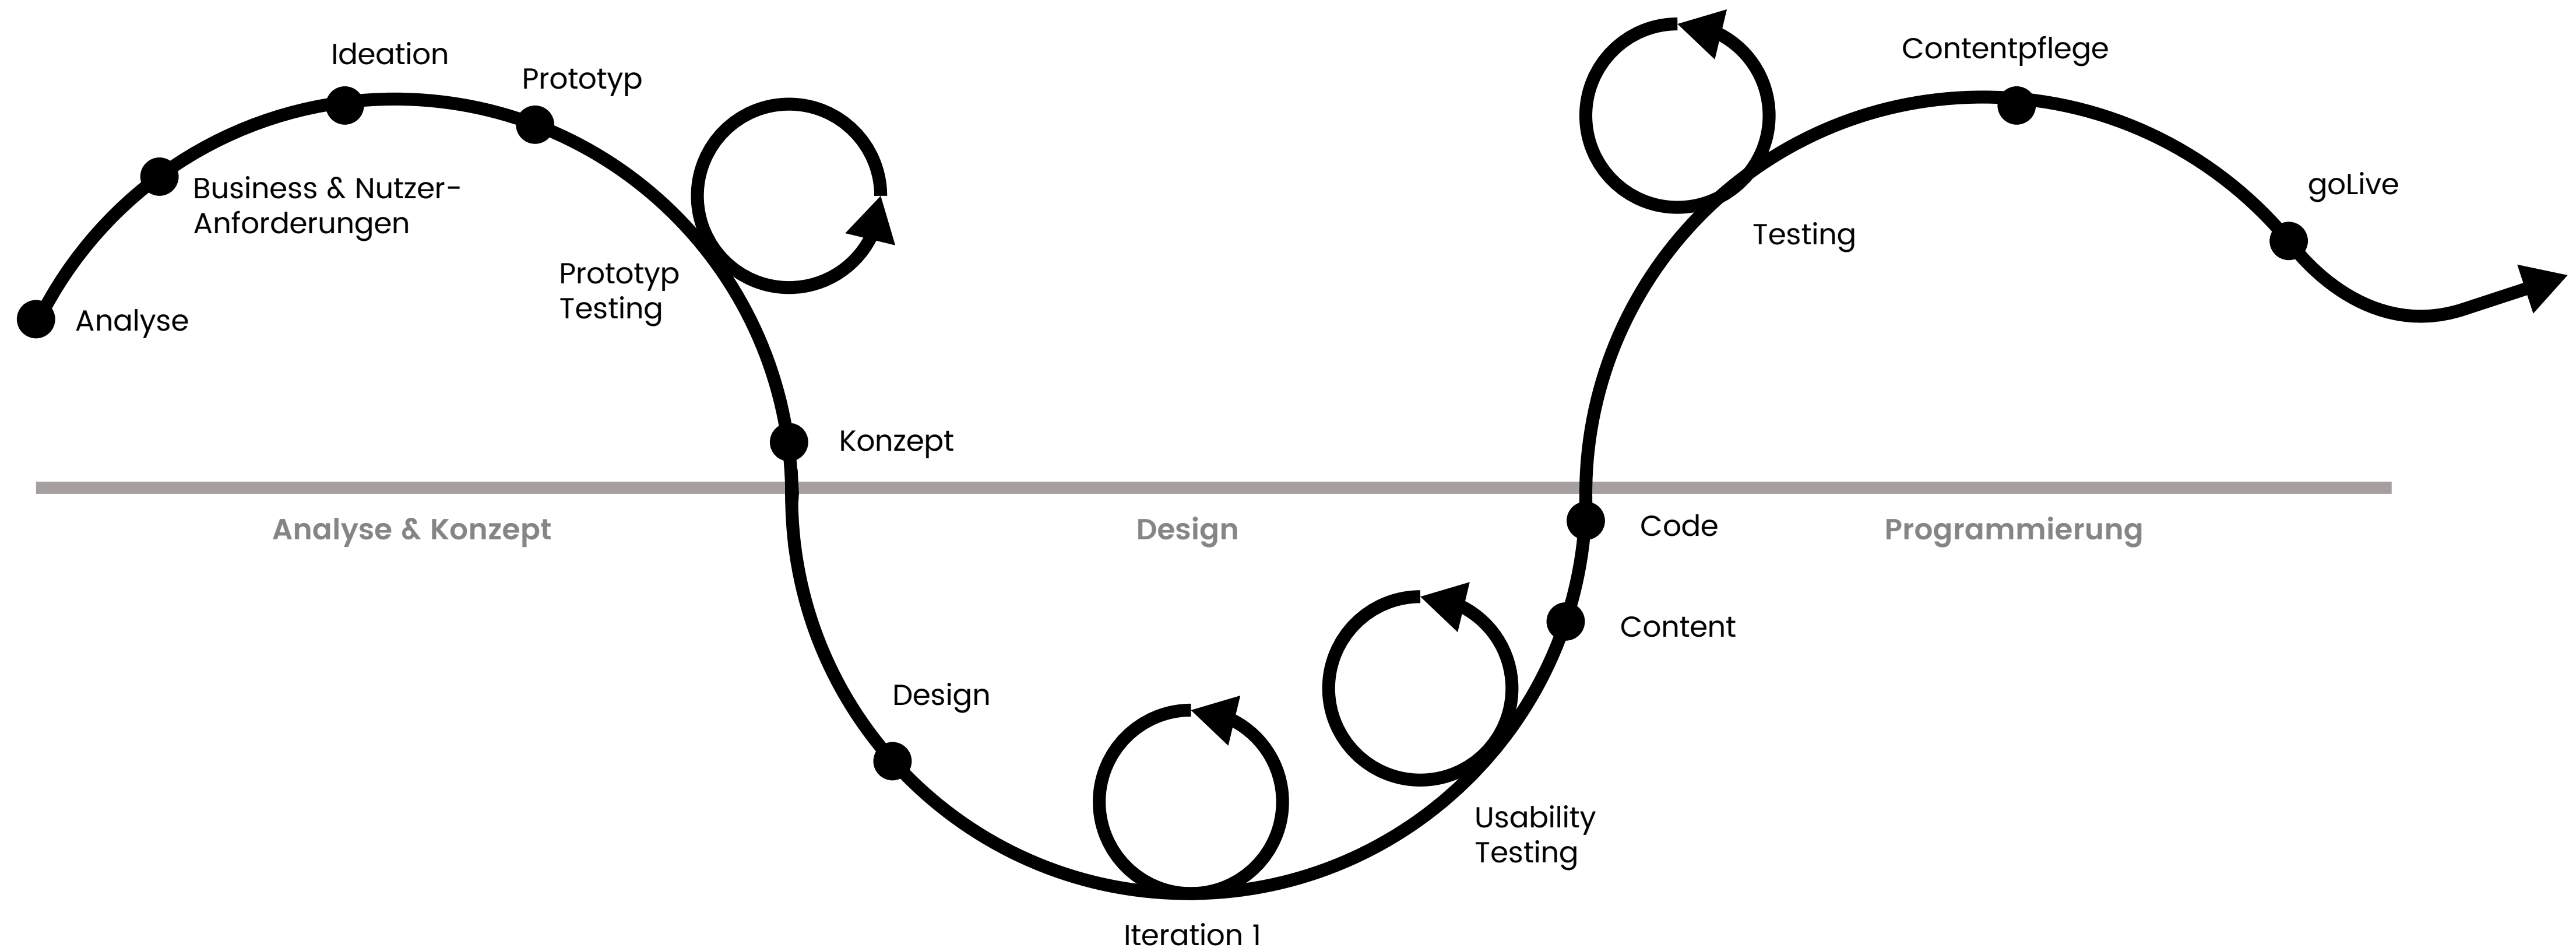 Analyse
Business & Nutzer-
Anforderungen
Ideation
Prototyp
Prototyp
Testing
Konzept
Analyse & Konzept
Design
Programmierung
Design
Iteration 1
Usability
Testing
Content
Code
Testing
Contentpflege
goLive